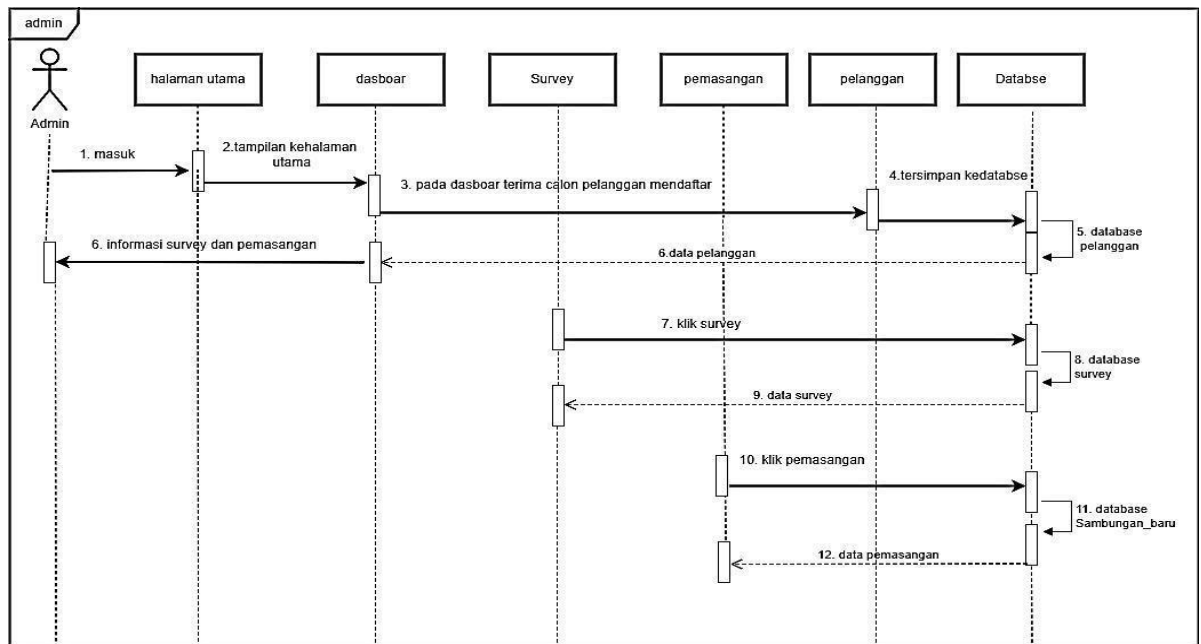 admin
Admin
halaman utama
dasboar
Survey
pemasangan
pelanggan
Databse
1. masuk
2.tampilan kehalaman
utama
3. pada dasboar terima calon pelanggan mendaftar
4.tersimpan kedatabse
5. database
pelanggan
6. informasi survey dan pemasangan
6.data pelanggan
7. klik survey
8. database
survey
9. data survey
10. klik pemasangan
11. database
Sambungan_baru
12. data pemasangan